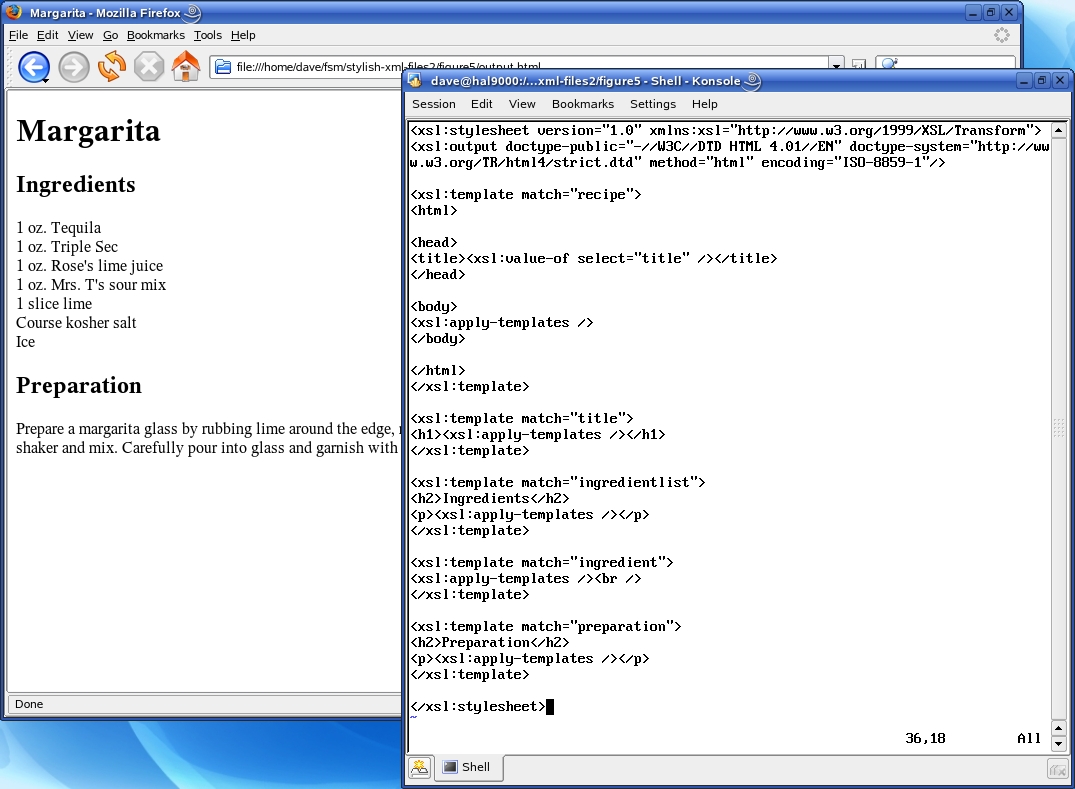 Margarita - Mozilla Firefox
File Edit View Go Bookmarks Tools Help
file:///home/dave/fsm/stylish-xml-files2/figure5/output.html
Margarita
Ingredients
1 oz. Tequila
1 oz. Triple Sec
1 oz. Rose's lime juice
1 oz. Mrs. T's sour mix
1 slice lime
Course kosher salt
Ice
Preparation
Prepare a margarita glass by rubbing lime around the edge,
shaker and mix. Carefully pour into glass and garnish with
Done
dave@hal9000:/...xml-files2/figure5 - Shell - Konsole
Session Edit View Bookmarks Settings Help
<xsl:stylesheet version="1.0" xmlns:xsl="http://www.w3.org/1999/XSL/Transform">
<xsl:output doctype-public="-//W3C//DTD HTML 4.01//EN" doctype-system="http://ww
w.w3.org/TR/html4/strict.dtd" method="html" encoding="ISO-8859-1"/>
<xsl:template match="recipe">
<html>
<head>
<title><xsl:value-of select="title" /></title>
</head>
<body>
<xsl:apply-templates />
</body>
</html>
</xsl:template>
<xsl:template match="title">
<h1><xsl:apply-templates /></h1>
</xsl:template>
<xsl:template match="ingredientlist">
<h2>Ingredients</h2>
<p><xsl:apply-templates /></p>
</xsl:template>
<xsl:template match="ingredient">
<xsl:apply-templates /><br />
</xsl:template>
<xsl:template match="preparation">
<h2>Preparation</h2>
<p><xsl:apply-templates /></p>
</xsl:template>
</xsl:stylesheet>
~
36,18 All
Shell